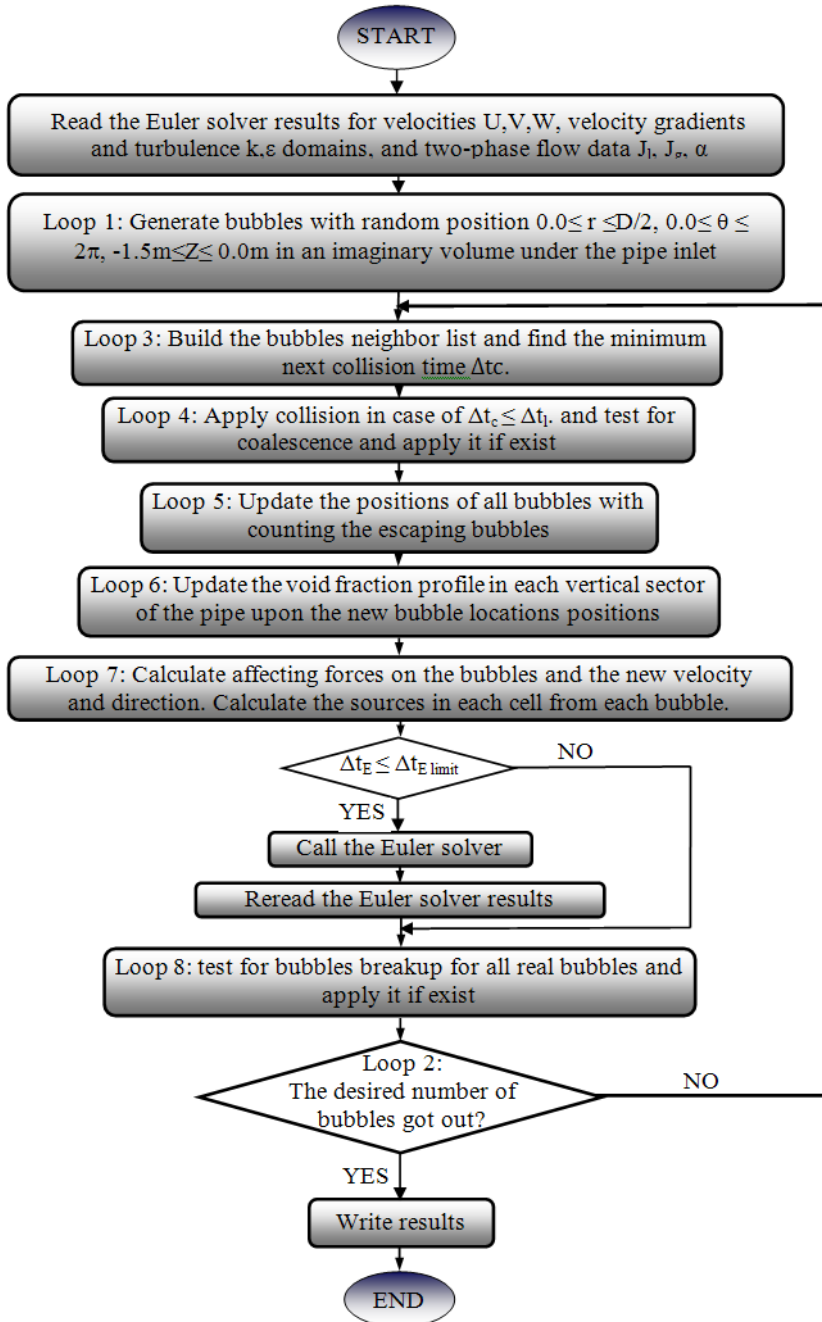 START
Read the Euler solver results for velocities U,V,W, velocity gradients
and turbulence k,ε domains, and two-phase flow data Jl, Jg, α
Loop 1: Generate bubbles with random position 0.0≤ r ≤D/2, 0.0≤ θ ≤
2π, -1.5m≤Z≤ 0.0m in an imaginary volume under the pipe inlet
Loop 3: Build the bubbles neighbor list and find the minimum
next collision time Δtc.
Loop 4: Apply collision in case of Δtc ≤ Δtl. and test for
coalescence and apply it if exist
Loop 5: Update the positions of all bubbles with
counting the escaping bubbles
Loop 6: Update the void fraction profile in each vertical sector
of the pipe upon the new bubble locations positions
Loop 7: Calculate affecting forces on the bubbles and the new velocity
and direction. Calculate the sources in each cell from each bubble.
ΔtE ≤ ΔtE limit
NO
YES
Call the Euler solver
Reread the Euler solver results
Loop 8: test for bubbles breakup for all real bubbles and
apply it if exist
Loop 2:
The desired number of
bubbles got out?
NO
YES
Write results
END